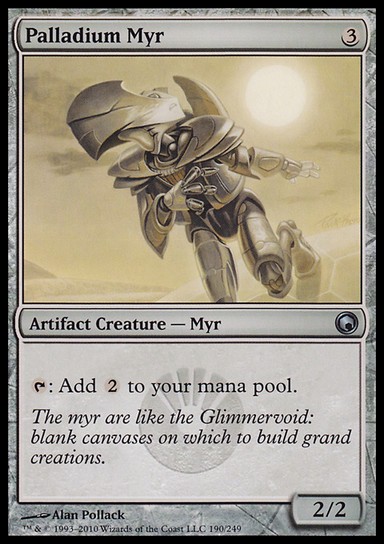 Palladium Myr 3
Artifact Creature — Myr
: Add 2 to your mana pool.
The myr are like the Glimmervoid:
blank canvases on which to build grand
creations.
Alan Pollack
2/2
™ & © 1993–2010 Wizards of the Coast LLC 190/249